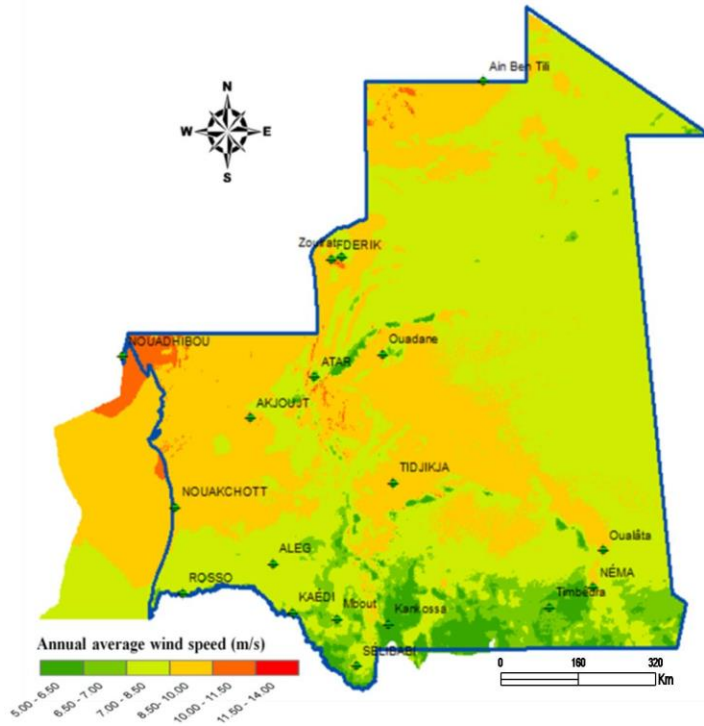 Ain Ben Tili
N
W E
S
Zouirat FDERIK
NOUADHIBOU
Ouadane
ATAR
AKJOUJT
TIDJIKJA
NOUAKCHOTT
Oualâta
ALEG
NÉMA
ROSSO
Timbedra
KAEDI
Mbout
Kankossa
SELIBABI
Annual average wind speed (m/s)
5.00 - 6.50
6.50 - 7.00
7.00 - 8.50
8.50- 10.00
10.00 - 11.50
11.50 - 14.00
0 160 320
Km